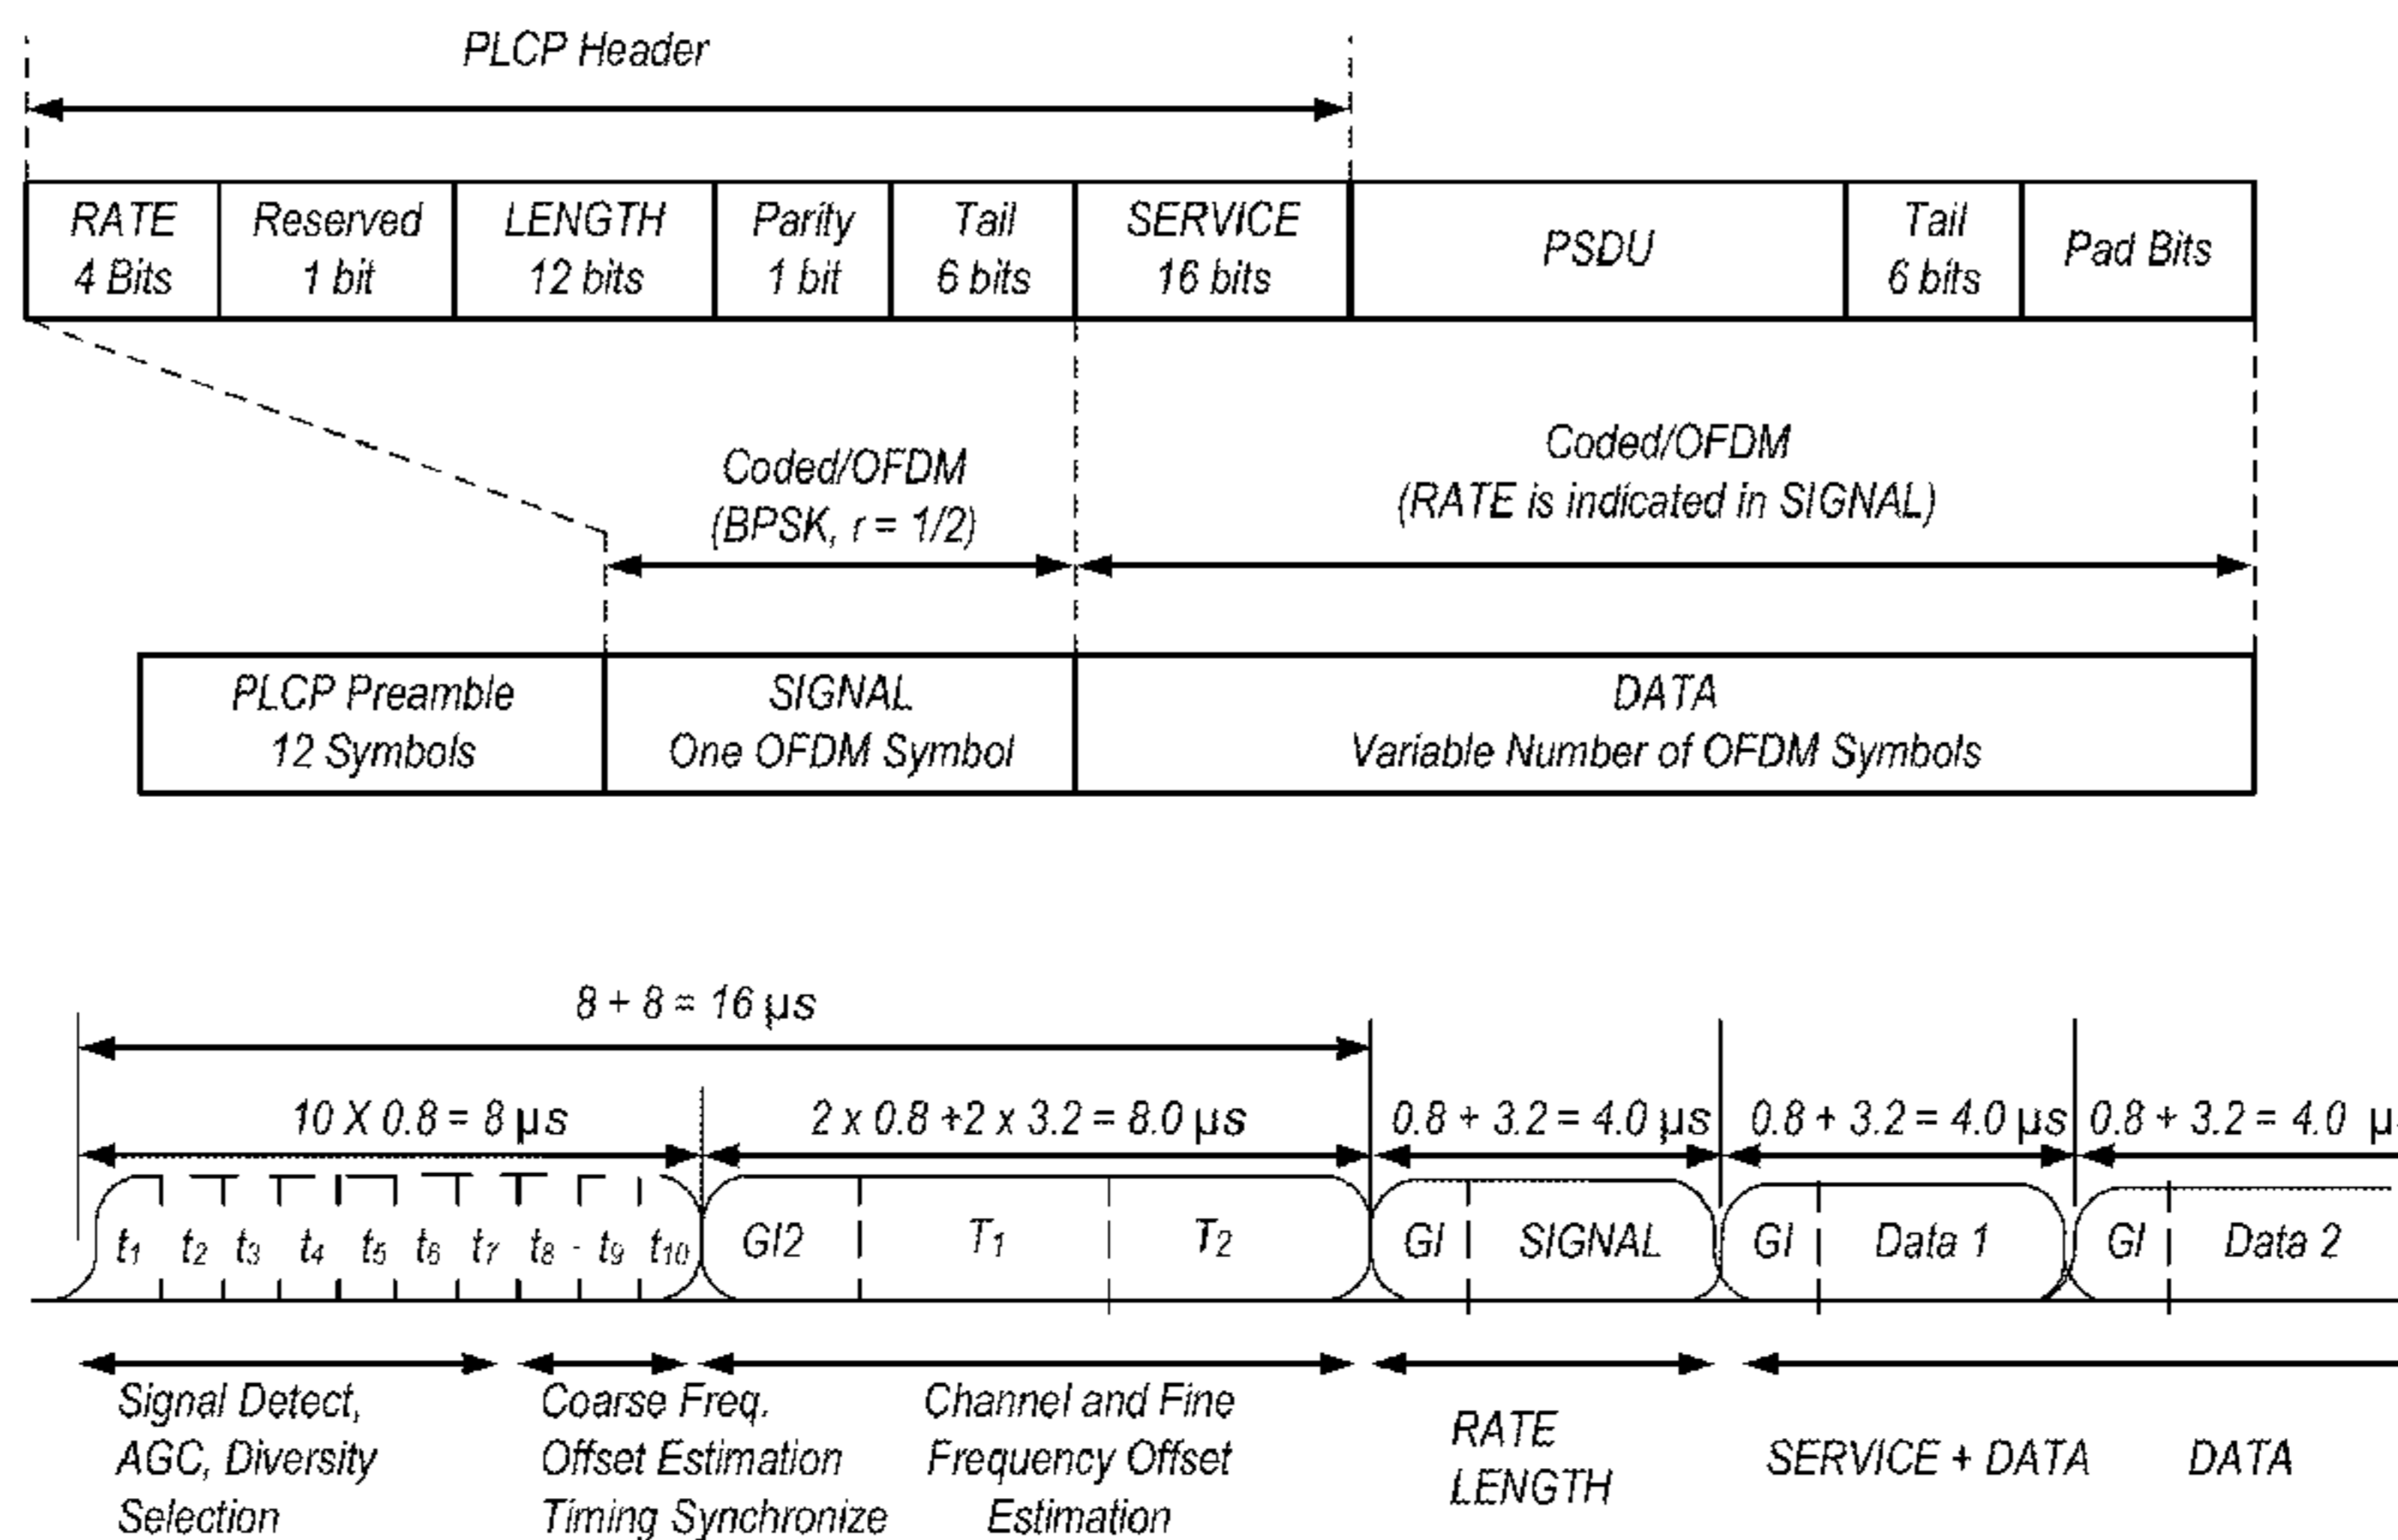 PLCP Header
RATE
4 Bits
Reserved
1 bit
LENGTH
12 bits
Parity
1 bit
Tail
6 bits
SERVICE
16 bits
PSDU
Tail
6 bits
Pad Bits
Coded/OFDM
(BPSK, r = 1/2)
Coded/OFDM
(RATE is indicated in SIGNAL)
PLCP Preamble
12 Symbols
SIGNAL
One OFDM Symbol
DATA
Variable Number of OFDM Symbols
8 + 8 = 16 µs
10 X 0.8 = 8 µs
2 x 0.8 +2 x 3.2 = 8.0 µs
0.8 + 3.2 = 4.0 µs
0.8 + 3.2 = 4.0 µs
0.8 + 3.2 = 4.0 µs
t1 t2 t3 t4 t5 t6 t7 t8 - t9 t10
GI2
T1
T2
GI
SIGNAL
GI
Data 1
GI
Data 2
Signal Detect,
AGC, Diversity
Selection
Coarse Freq.
Offset Estimation
Timing Synchronize
Channel and Fine
Frequency Offset
Estimation
RATE
LENGTH
SERVICE + DATA
DATA